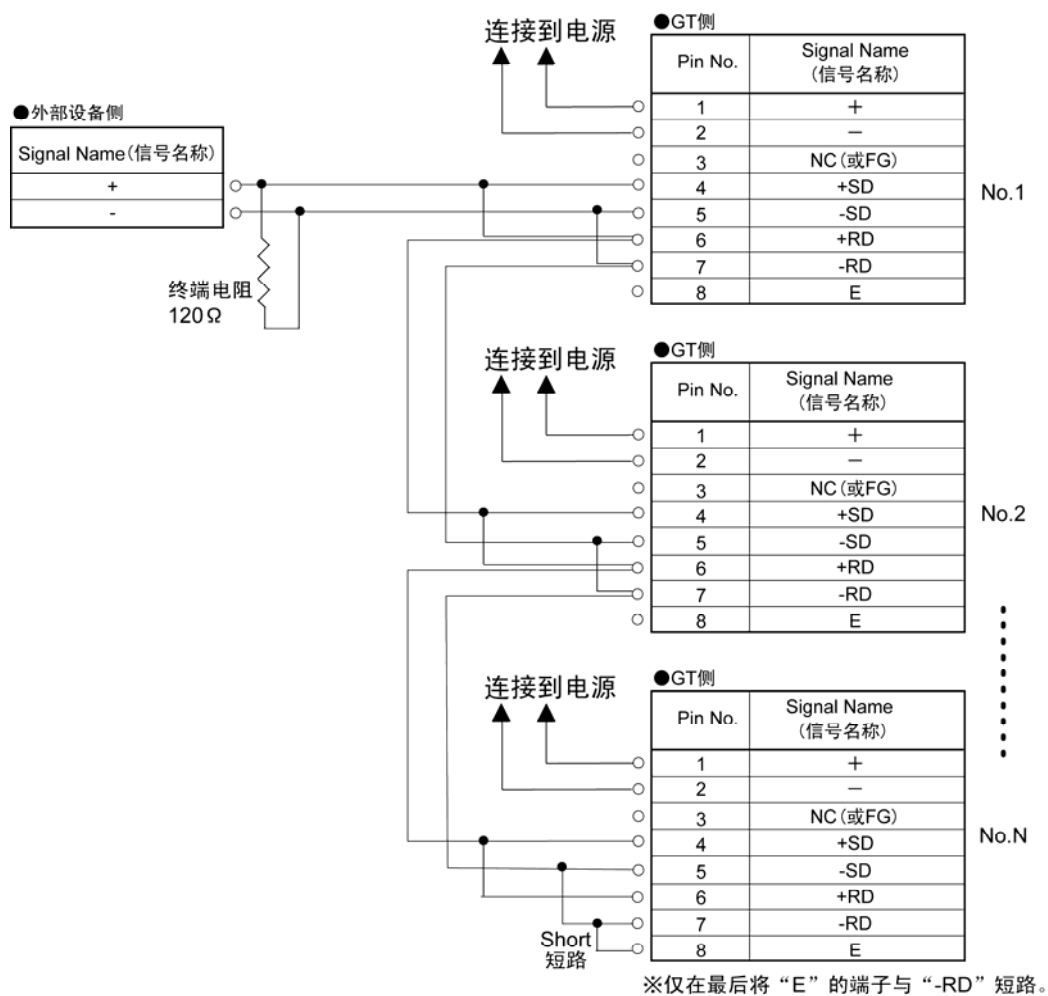 ●外部设备侧
Signal Name(信号名称)
+
-
终端电阻
120Ω
连接到电源
●GT侧
Pin No.
Signal Name
(信号名称)
1 +
2 －
3 NC(或FG)
4 +SD
5 -SD
6 +RD
7 -RD
8 E
No.1
连接到电源
●GT侧
Pin No.
Signal Name
(信号名称)
1 +
2 －
3 NC(或FG)
4 +SD
5 -SD
6 +RD
7 -RD
8 E
No.2
连接到电源
●GT侧
Pin No.
Signal Name
(信号名称)
1 +
2 －
3 NC(或FG)
4 +SD
5 -SD
6 +RD
7 -RD
8 E
No.N
Short
短路
※仅在最后将“E”的端子与“-RD”短路。